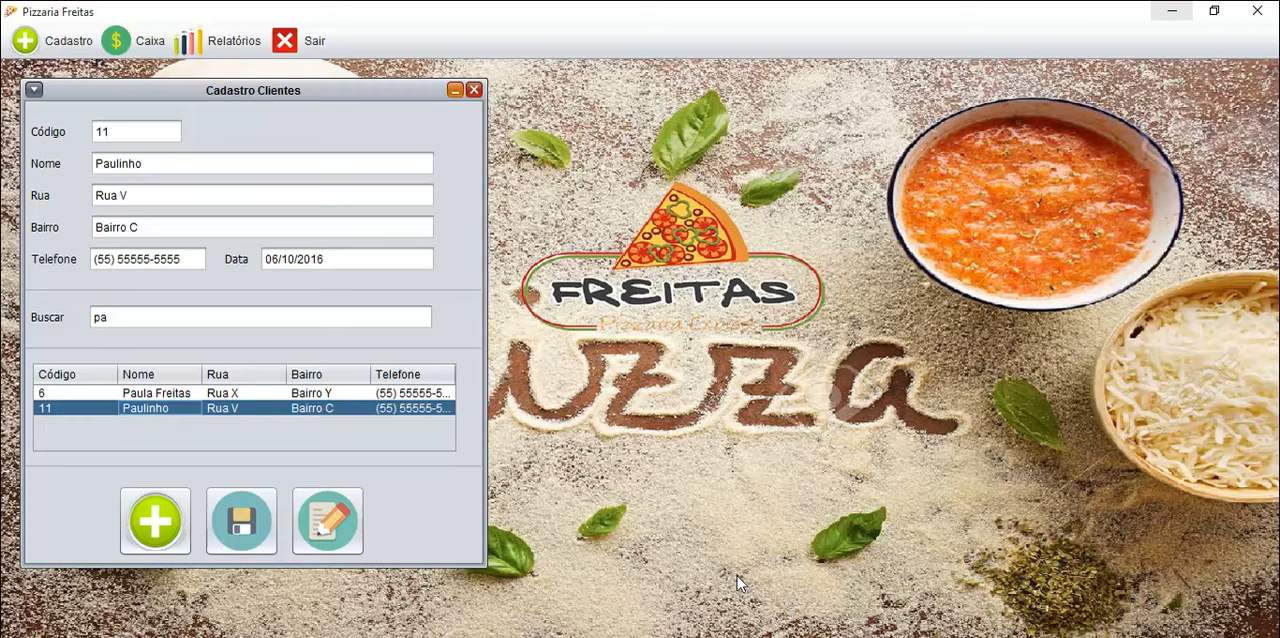 Pizzaria Freitas
Cadastro Caixa Relatórios Sair
Cadastro Clientes
Código 11
Nome Paulinho
Rua Rua V
Bairro Bairro C
Telefone (55) 55555-5555 Data 06/10/2016
Buscar pa
Código Nome Rua Bairro Telefone
6 Paula Freitas Rua X Bairro Y (55) 55555-5...
11 Paulinho Rua V Bairro C (55) 55555-5...
FREITAS
Pizzaria Express